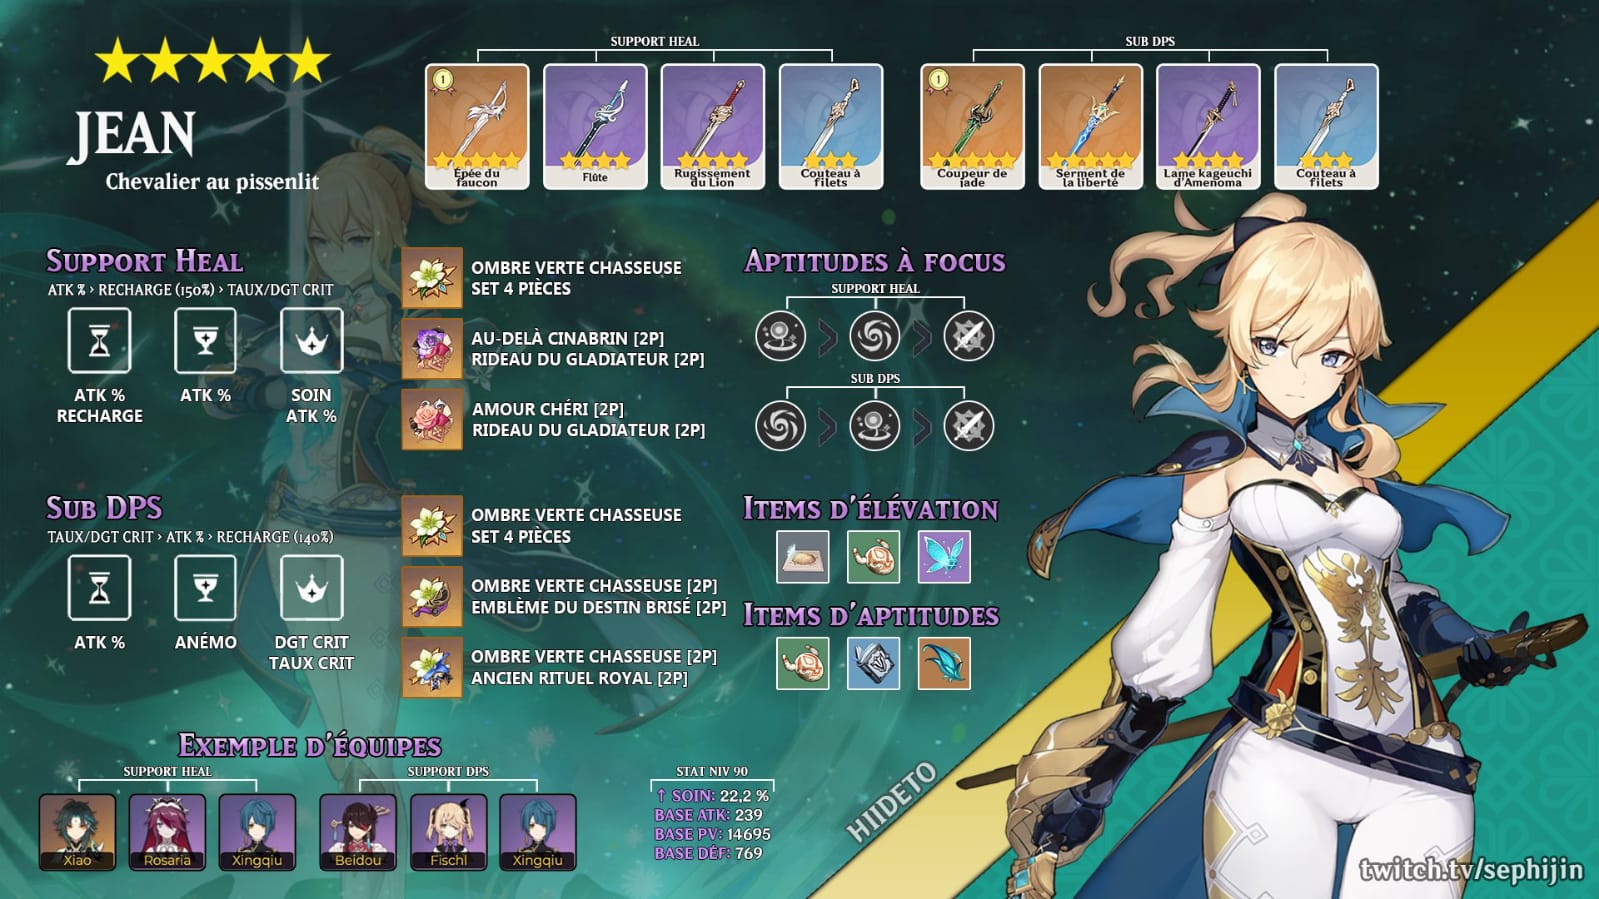 JEAN
Chevalier au pissenlit
SUPPORT HEAL
1
Épée du
faucon
Flûte
Rugissement
du Lion
Couteau à
filets
SUB DPS
1
Coupeur de
jade
Serment de
la liberté
Lame kageuchi
d'Amenoma
Couteau à
filets
SUPPORT HEAL
ATK % > RECHARGE (150%) > TAUX/DGT CRIT
ATK %
RECHARGE
ATK %
SOIN
ATK %
OMBRE VERTE CHASSEUSE
SET 4 PIÈCES
AU-DELÀ CINABRIN [2P]
RIDEAU DU GLADIATEUR [2P]
AMOUR CHÉRI [2P]
RIDEAU DU GLADIATEUR [2P]
APTITUDES À FOCUS
SUPPORT HEAL
SUB DPS
SUB DPS
TAUX/DGT CRIT > ATK % > RECHARGE (140%)
ATK %
ANÉMO
DGT CRIT
TAUX CRIT
OMBRE VERTE CHASSEUSE
SET 4 PIÈCES
OMBRE VERTE CHASSEUSE [2P]
EMBLÈME DU DESTIN BRISÉ [2P]
OMBRE VERTE CHASSEUSE [2P]
ANCIEN RITUEL ROYAL [2P]
ITEMS D'ÉLÉVATION
ITEMS D'APTITUDES
EXEMPLE D'ÉQUIPES
SUPPORT HEAL
Xiao
Rosaria
Xingqiu
SUPPORT DPS
Beidou
Fischl
Xingqiu
STAT NIV 90
↑ SOIN: 22,2 %
BASE ATK: 239
BASE PV: 14695
BASE DÉF: 769
HIIDETO
twitch.tv/sephijin